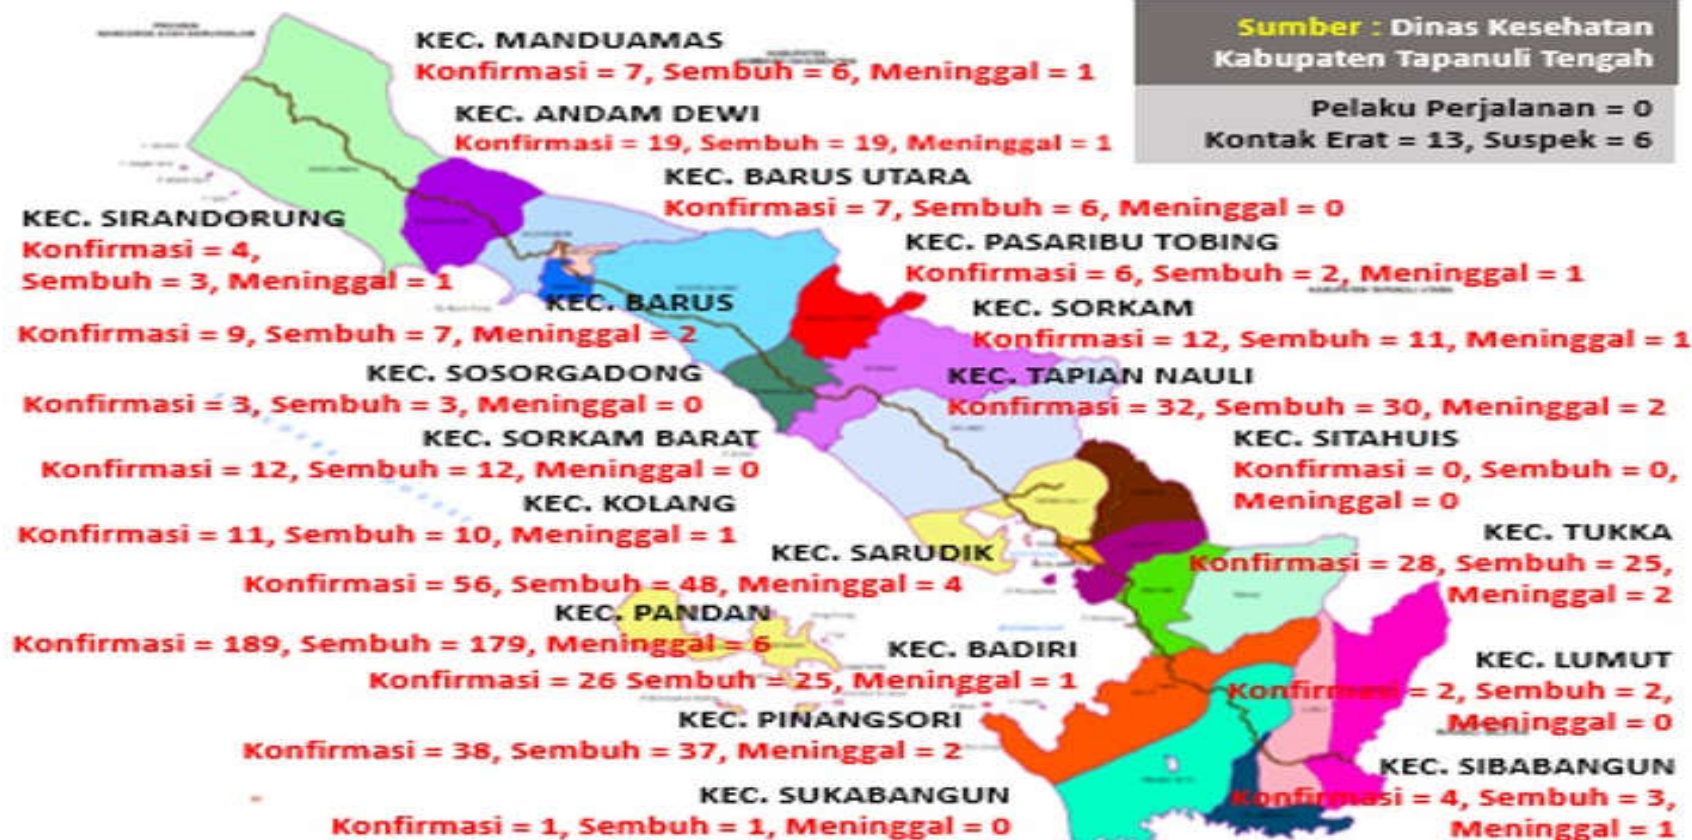 Sumber : Dinas Kesehatan
Kabupaten Tapanuli Tengah
Pelaku Perjalanan = 0
Kontak Erat = 13, Suspek = 6
KEC. MANDUAMAS
Konfirmasi = 7, Sembuh = 6, Meninggal = 1
KEC. ANDAM DEWI
Konfirmasi = 19, Sembuh = 19, Meninggal = 1
KEC. BARUS UTARA
Konfirmasi = 7, Sembuh = 6, Meninggal = 0
KEC. SIRANDORUNG
Konfirmasi = 4,
Sembuh = 3, Meninggal = 1
KEC. PASARIBU TOBING
Konfirmasi = 6, Sembuh = 2, Meninggal = 1
KEC. BARUS
Konfirmasi = 9, Sembuh = 7, Meninggal = 2
KEC. SORKAM
Konfirmasi = 12, Sembuh = 11, Meninggal = 1
KEC. SOSORGADONG
Konfirmasi = 3, Sembuh = 3, Meninggal = 0
KEC. TAPIAN NAULI
Konfirmasi = 32, Sembuh = 30, Meninggal = 2
KEC. SORKAM BARAT
Konfirmasi = 12, Sembuh = 12, Meninggal = 0
KEC. SITAHUIS
Konfirmasi = 0, Sembuh = 0,
Meninggal = 0
KEC. KOLANG
Konfirmasi = 11, Sembuh = 10, Meninggal = 1
KEC. TUKKA
Konfirmasi = 28, Sembuh = 25,
Meninggal = 2
KEC. SARUDIK
Konfirmasi = 56, Sembuh = 48, Meninggal = 4
KEC. PANDAN
Konfirmasi = 189, Sembuh = 179, Meninggal = 6
KEC. BADIRI
Konfirmasi = 26 Sembuh = 25, Meninggal = 1
KEC. LUMUT
Konfirmasi = 2, Sembuh = 2,
Meninggal = 0
KEC. PINANGSORI
Konfirmasi = 38, Sembuh = 37, Meninggal = 2
KEC. SIBABANGUN
Konfirmasi = 4, Sembuh = 3,
Meninggal = 1
KEC. SUKABANGUN
Konfirmasi = 1, Sembuh = 1, Meninggal = 0